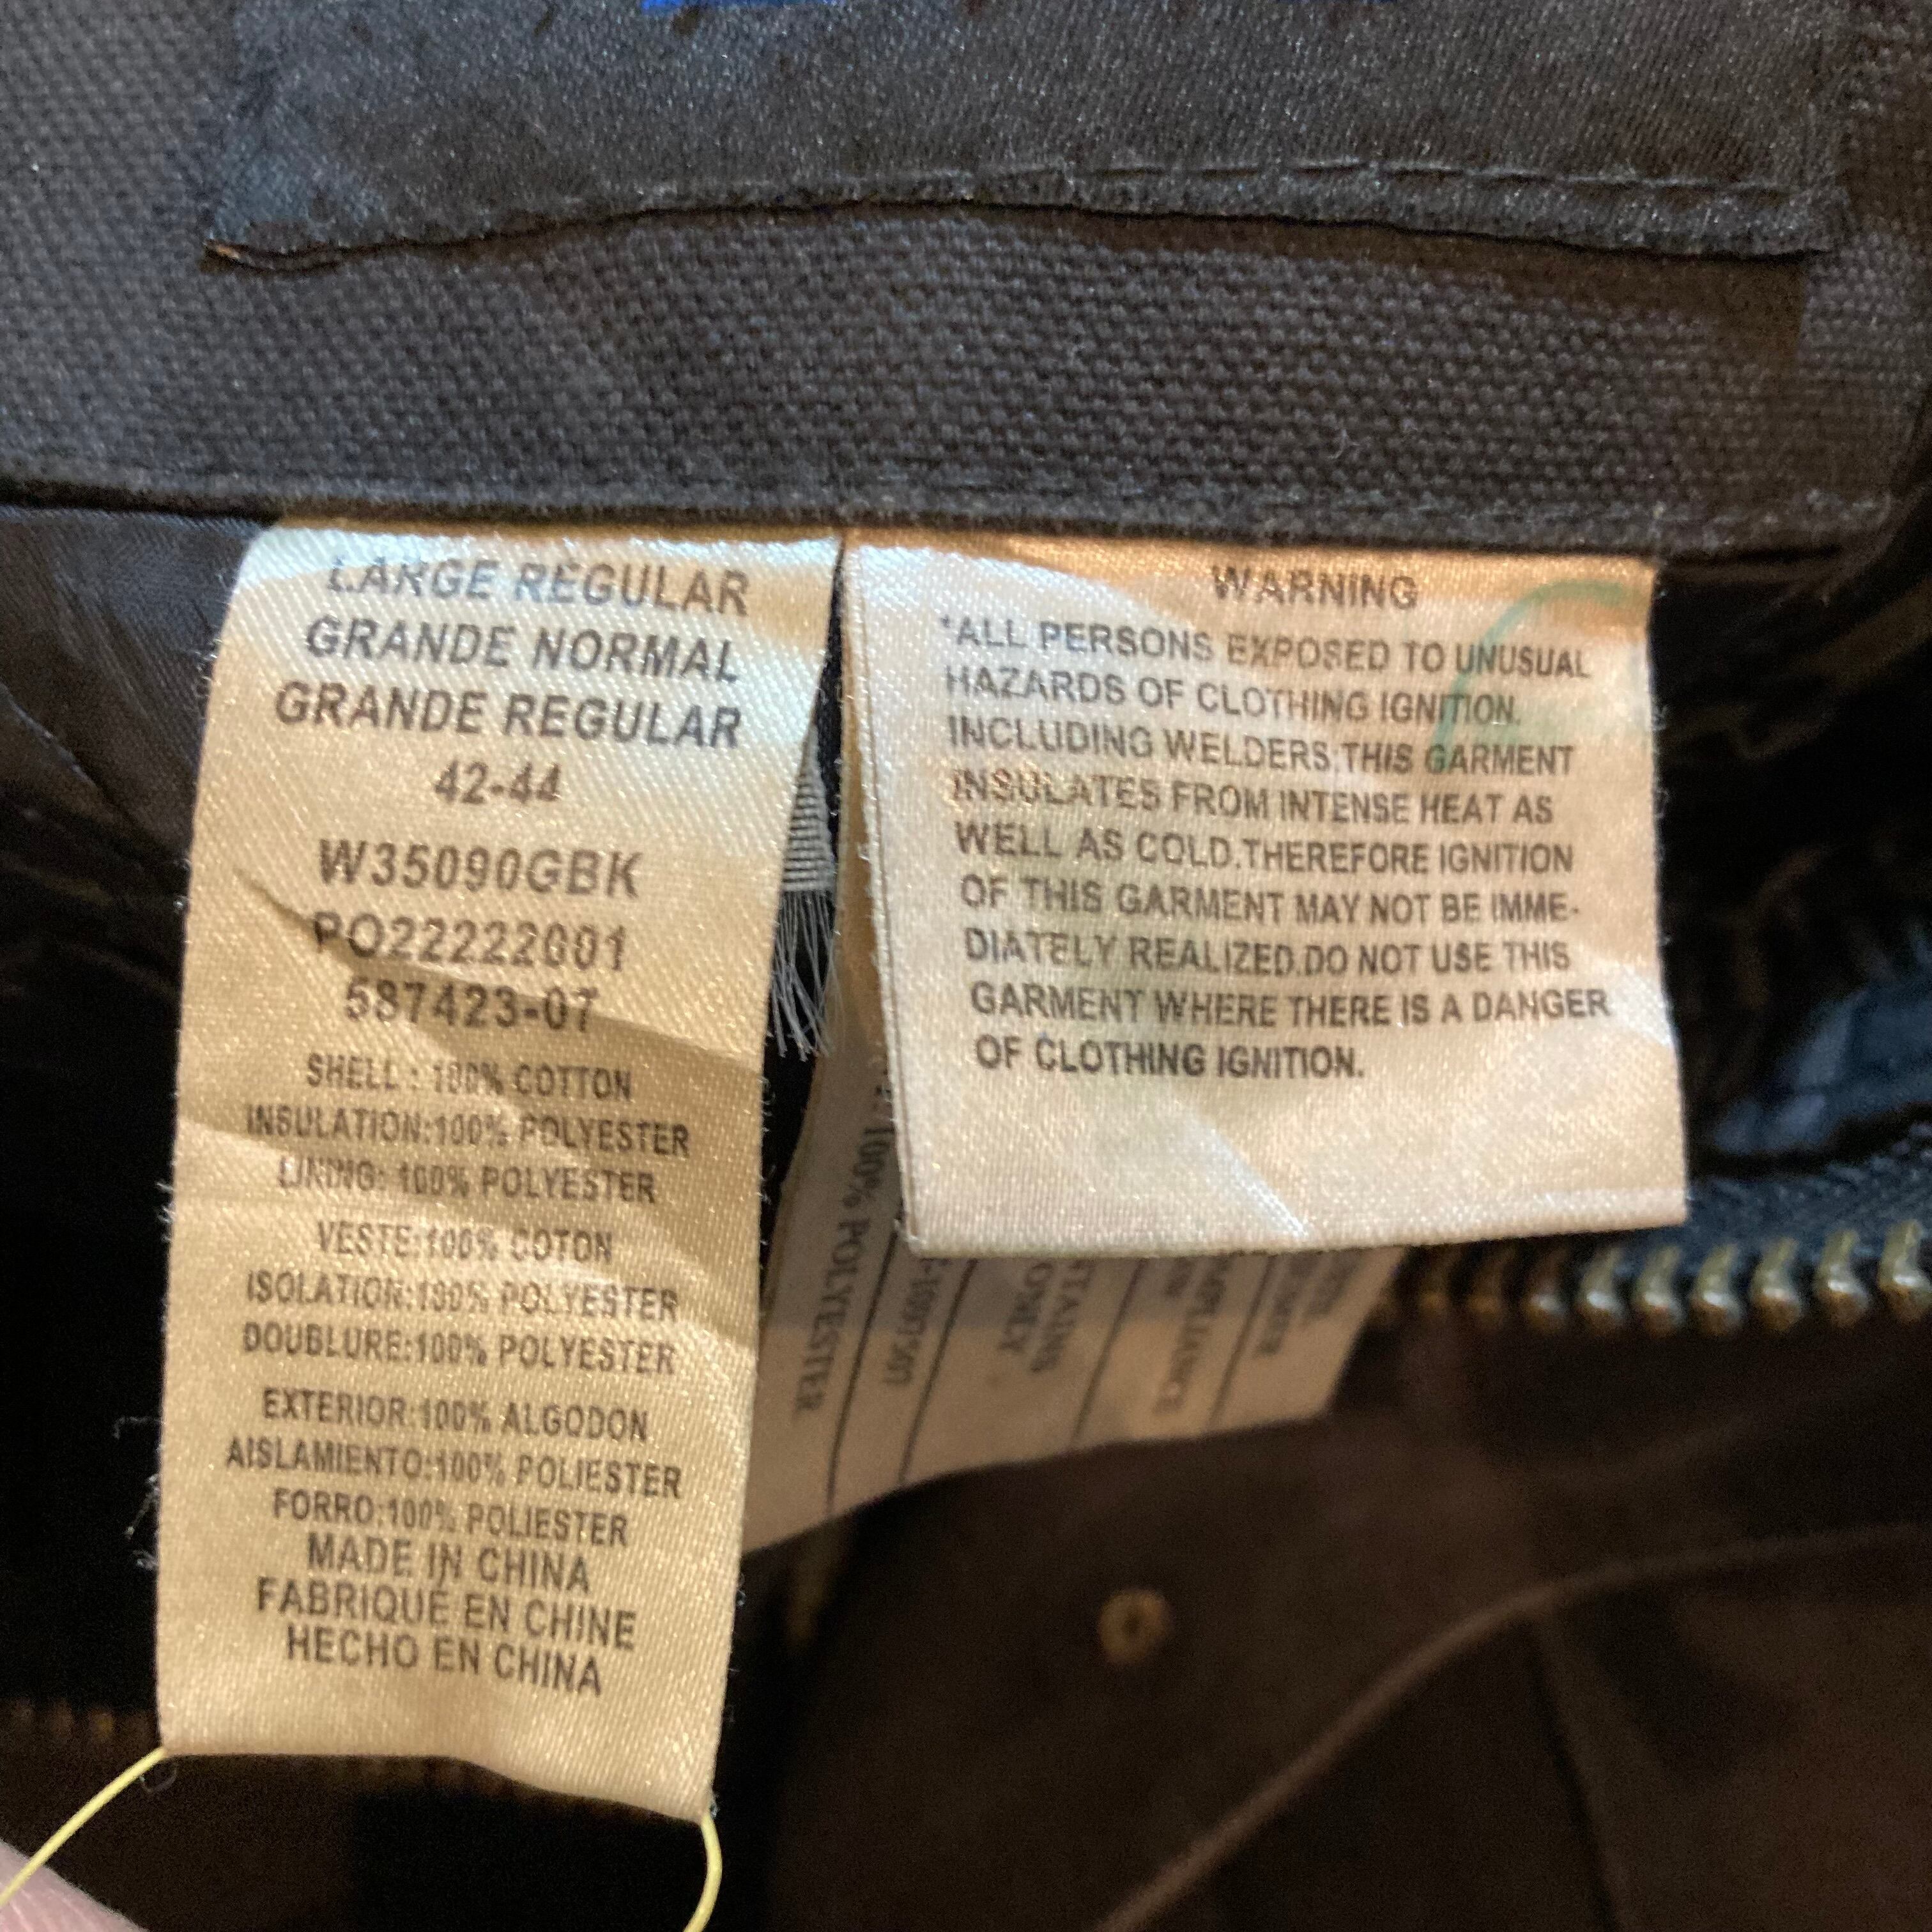 LARGE REGULAR
GRANDE NORMAL
GRANDE REGULAR
42-44
W35090GBK
PO22222001
587423-07
SHELL : 100% COTTON
INSULATION:100% POLYESTER
LINING: 100% POLYESTER
VESTE:100% COTON
ISOLATION:100% POLYESTER
DOUBLURE:100% POLYESTER
EXTERIOR:100% ALGODON
AISLAMIENTO:100% POLIESTER
FORRO:100% POLIESTER
MADE IN CHINA
FABRIQUÉ EN CHINE
HECHO EN CHINA
WARNING
*ALL PERSONS EXPOSED TO UNUSUAL
HAZARDS OF CLOTHING IGNITION.
INCLUDING WELDERS;THIS GARMENT
INSULATES FROM INTENSE HEAT AS
WELL AS COLD.THEREFORE IGNITION
OF THIS GARMENT MAY NOT BE IMME-
DIATELY REALIZED.DO NOT USE THIS
GARMENT WHERE THERE IS A DANGER
OF CLOTHING IGNITION.
100% POLYESTER